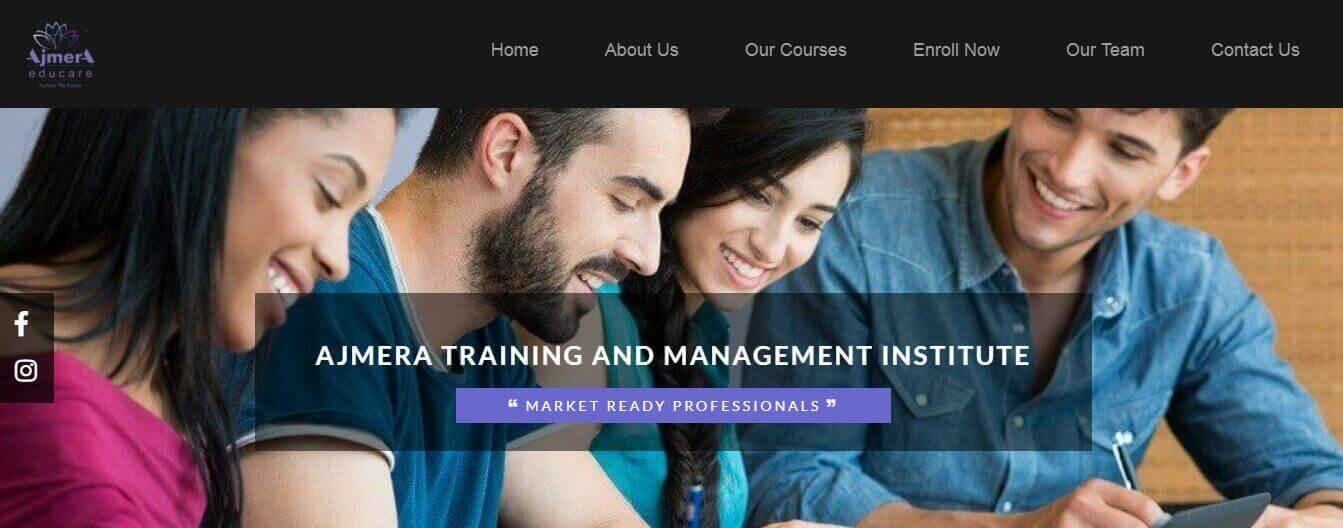 AjmerA
educare
Home
About Us
Our Courses
Enroll Now
Our Team
Contact Us
AJMERA TRAINING AND MANAGEMENT INSTITUTE
❝ MARKET READY PROFESSIONALS ❞